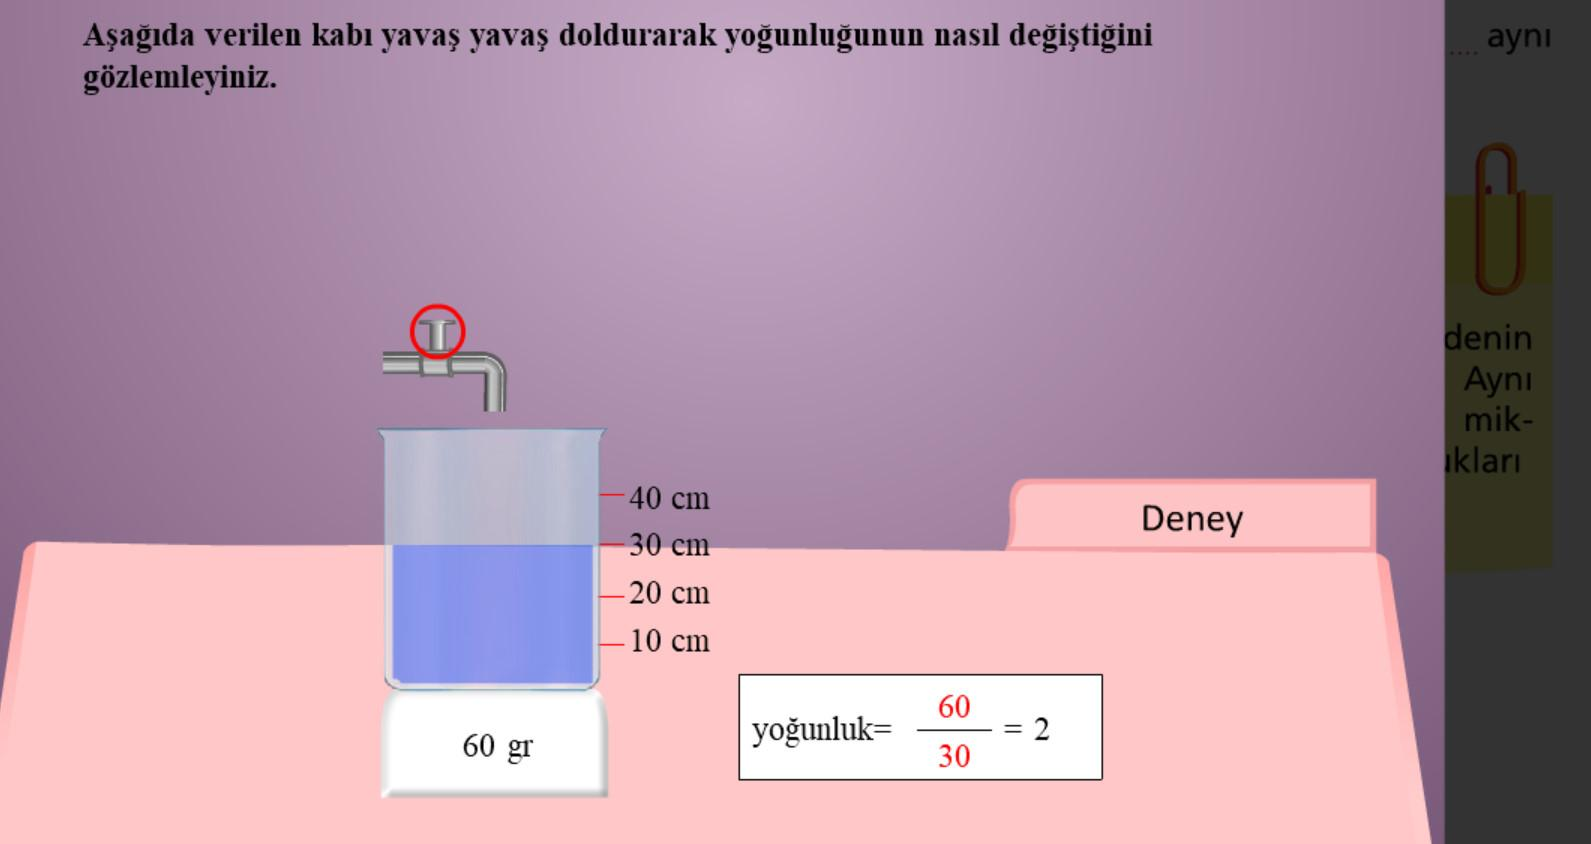 Aşağıda verilen kabı yavaş yavaş doldurarak yoğunluğunun nasıl değiştiğini
gözlemleyiniz.
.... aynı
denin
Aynı
mik-
ukları
40 cm
30 cm
20 cm
10 cm
Deney
60 gr
yoğunluk= 60 / 30 = 2